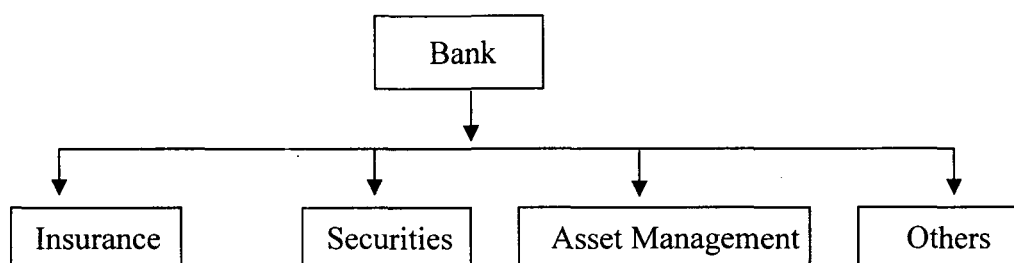 Bank
Insurance
Securities
Asset Management
Others